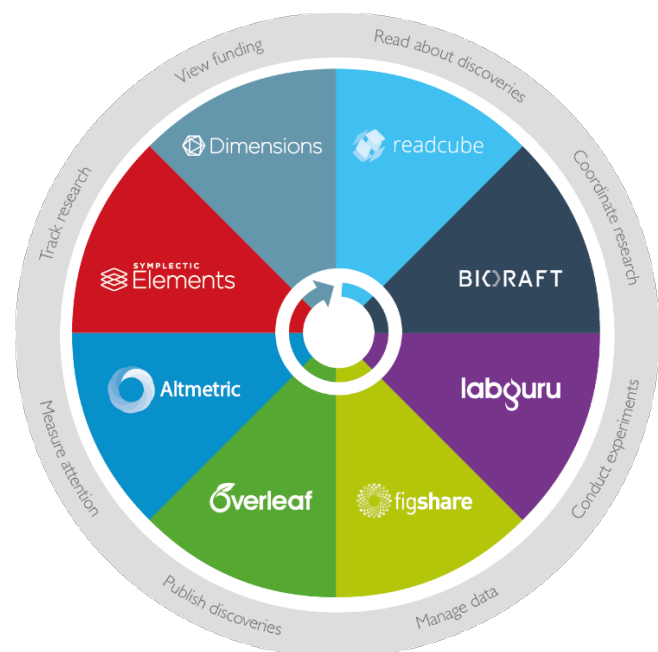 View funding
Read about discoveries
Coordinate research
Conduct experiments
Manage data
Publish discoveries
Measure attention
Track research
Dimensions
readcube
BIORAFT
labguru
figshare
Overleaf
Altmetric
SYMPLECTIC
Elements